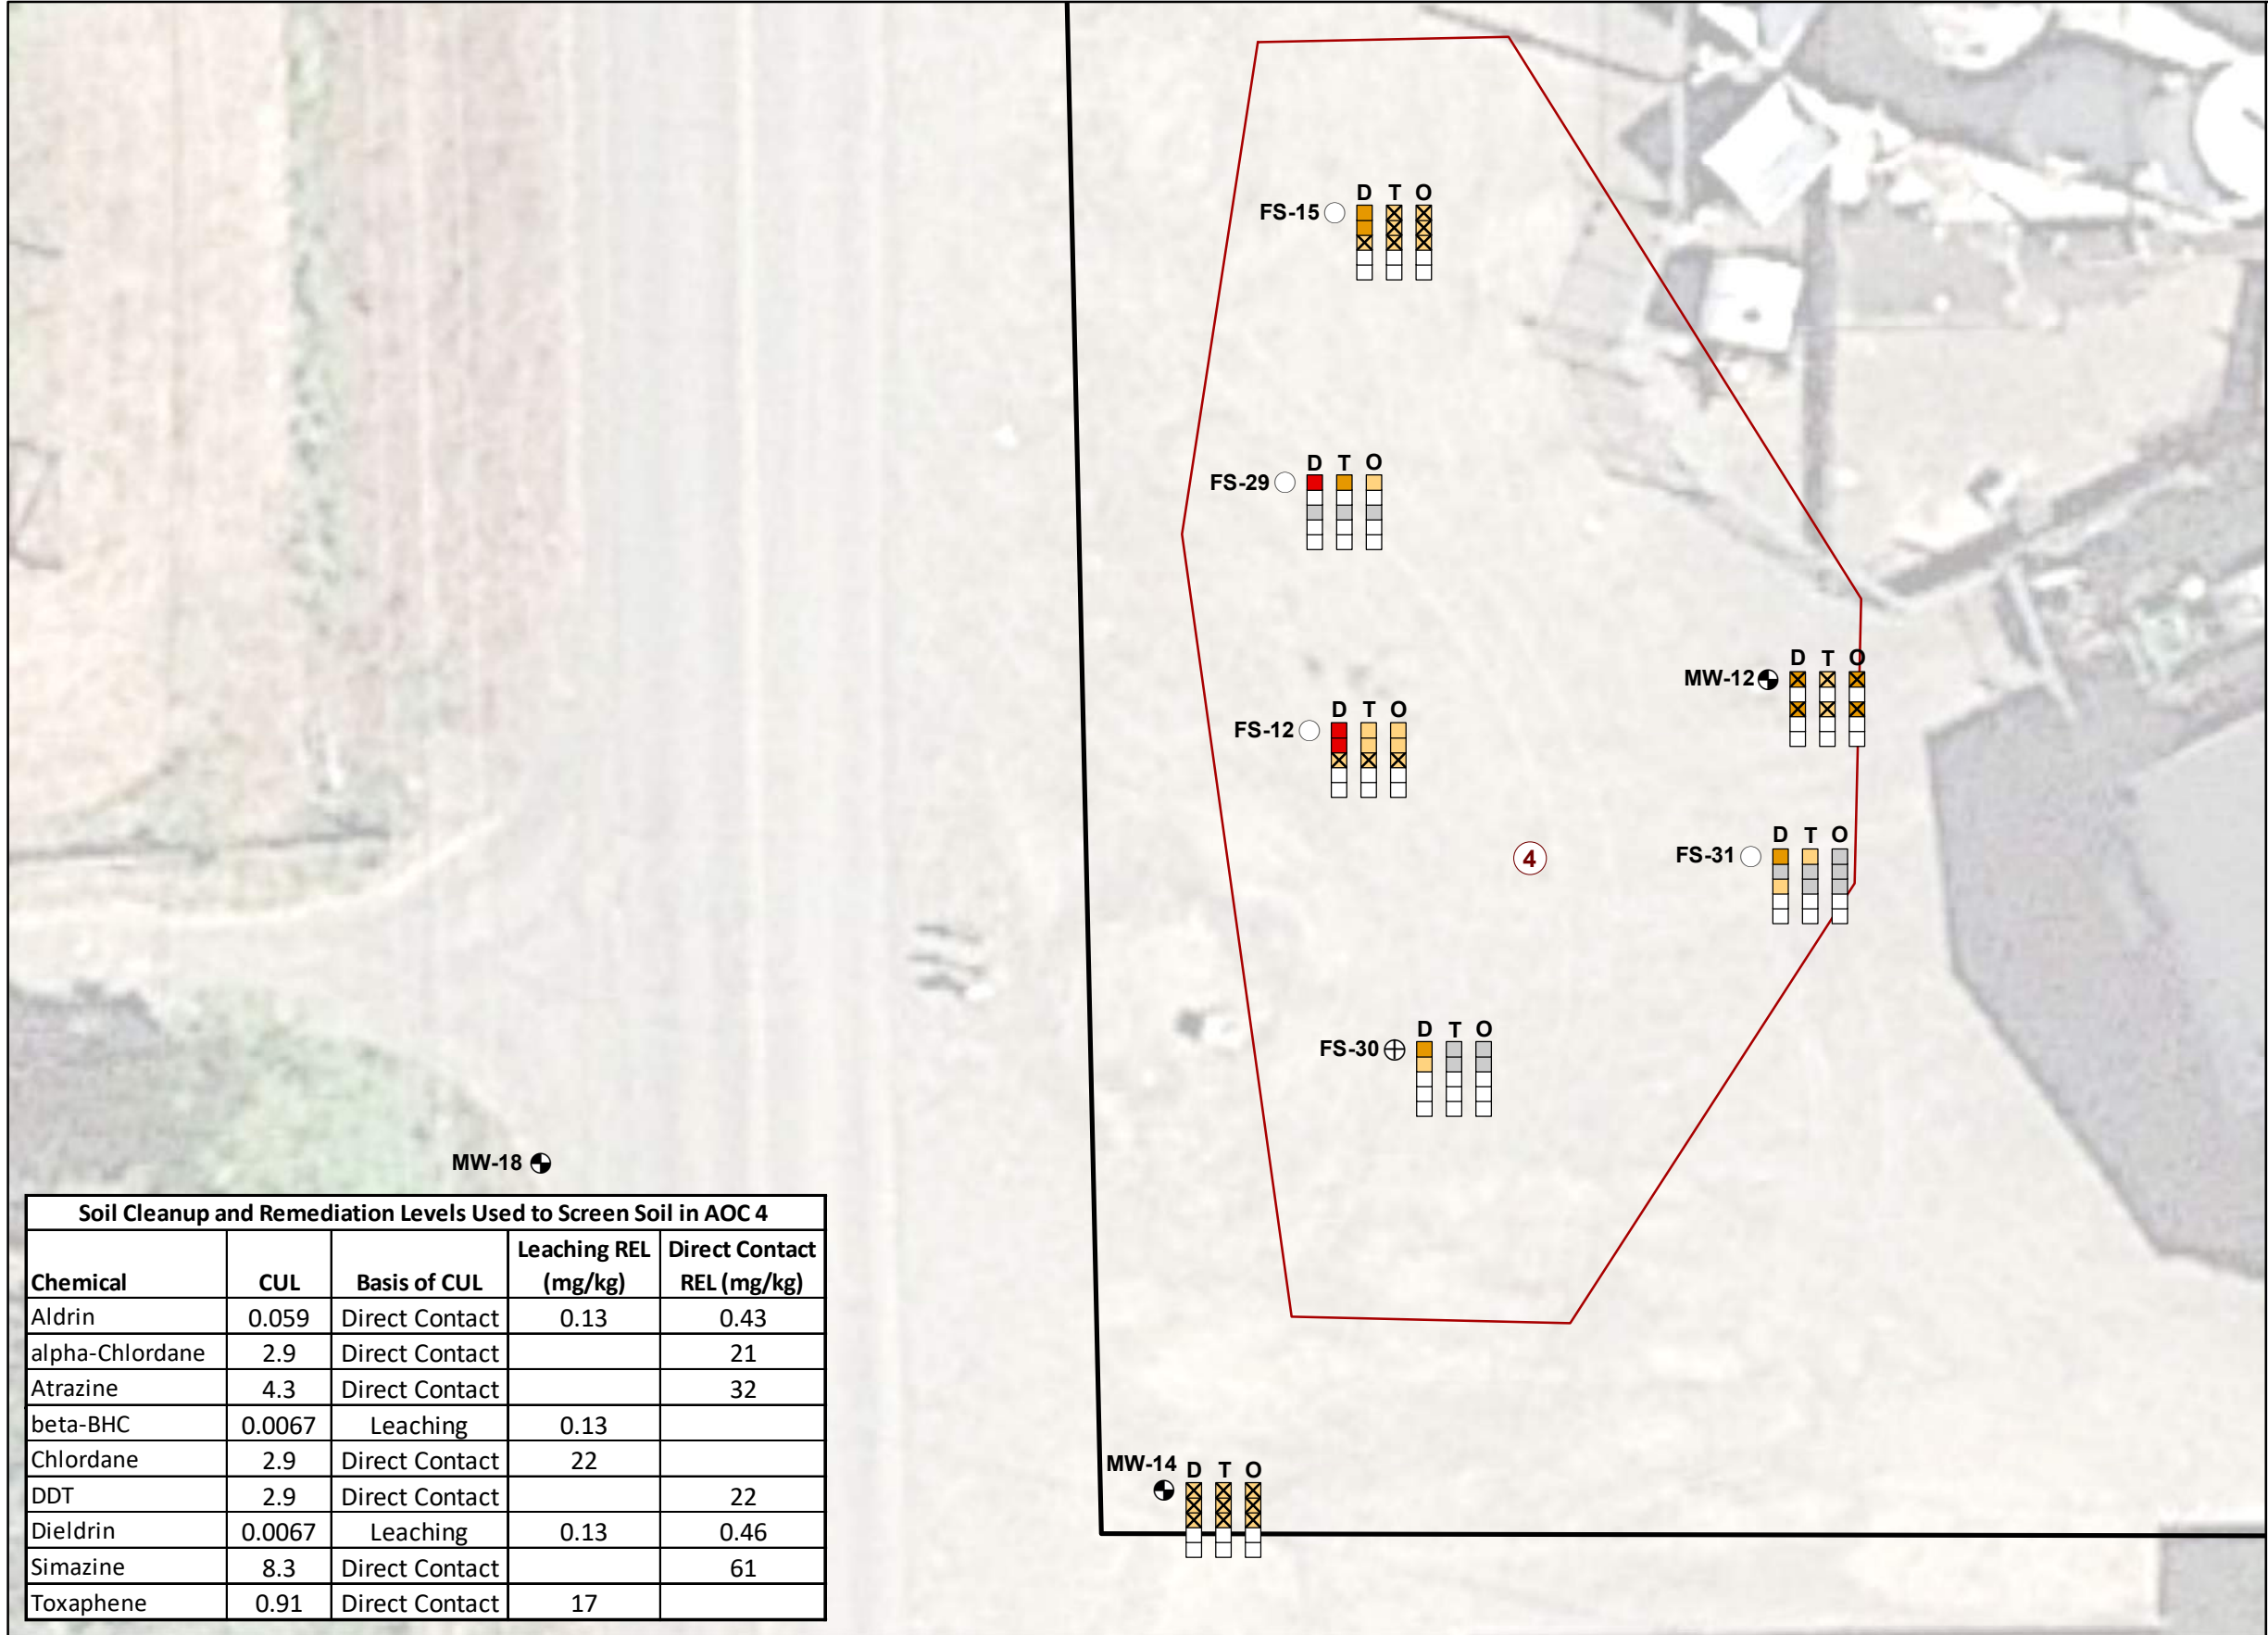 D T O
FS-15
D T O
FS-29
D T O
MW-12
D T O
FS-12
D T O
FS-31
4
D T O
FS-30
MW-18
D T O
MW-14
Soil Cleanup and Remediation Levels Used to Screen Soil in AOC 4
Chemical CUL Basis of CUL Leaching REL (mg/kg) Direct Contact REL (mg/kg)
Aldrin 0.059 Direct Contact 0.13 0.43
alpha-Chlordane 2.9 Direct Contact 21
Atrazine 4.3 Direct Contact 32
beta-BHC 0.0067 Leaching 0.13
Chlordane 2.9 Direct Contact 22
DDT 2.9 Direct Contact 22
Dieldrin 0.0067 Leaching 0.13 0.46
Simazine 8.3 Direct Contact 61
Toxaphene 0.91 Direct Contact 17